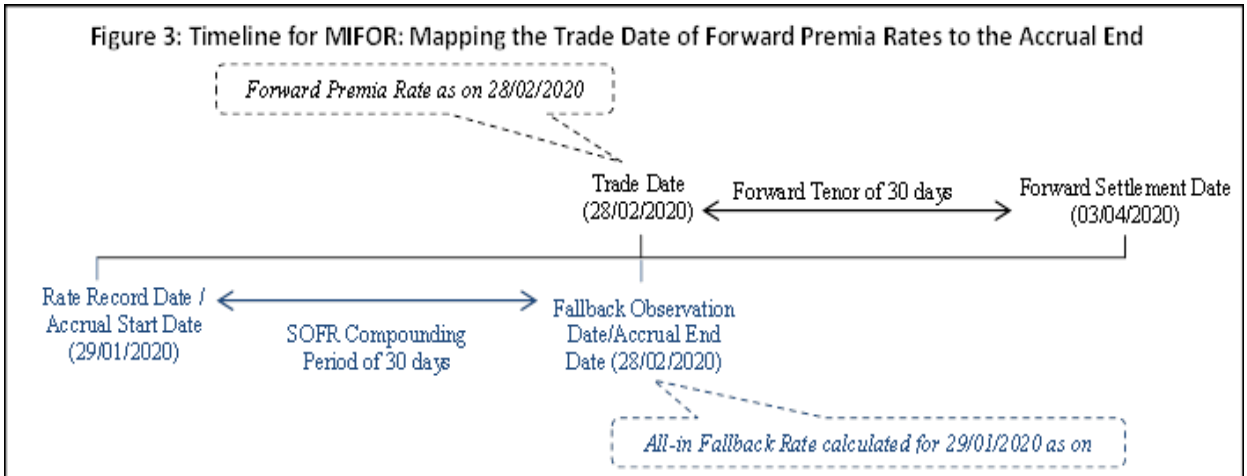 Figure 3: Timeline for MIFOR: Mapping the Trade Date of Forward Premia Rates to the Accrual End
Forward Premia Rate as on 28/02/2020
Trade Date
(28/02/2020)
Forward Tenor of 30 days
Forward Settlement Date
(03/04/2020)
Rate Record Date /
Accrual Start Date
(29/01/2020)
SOFR Compounding
Period of 30 days
Fallback Observation
Date/Accrual End
Date (28/02/2020)
All-in Fallback Rate calculated for 29/01/2020 as on